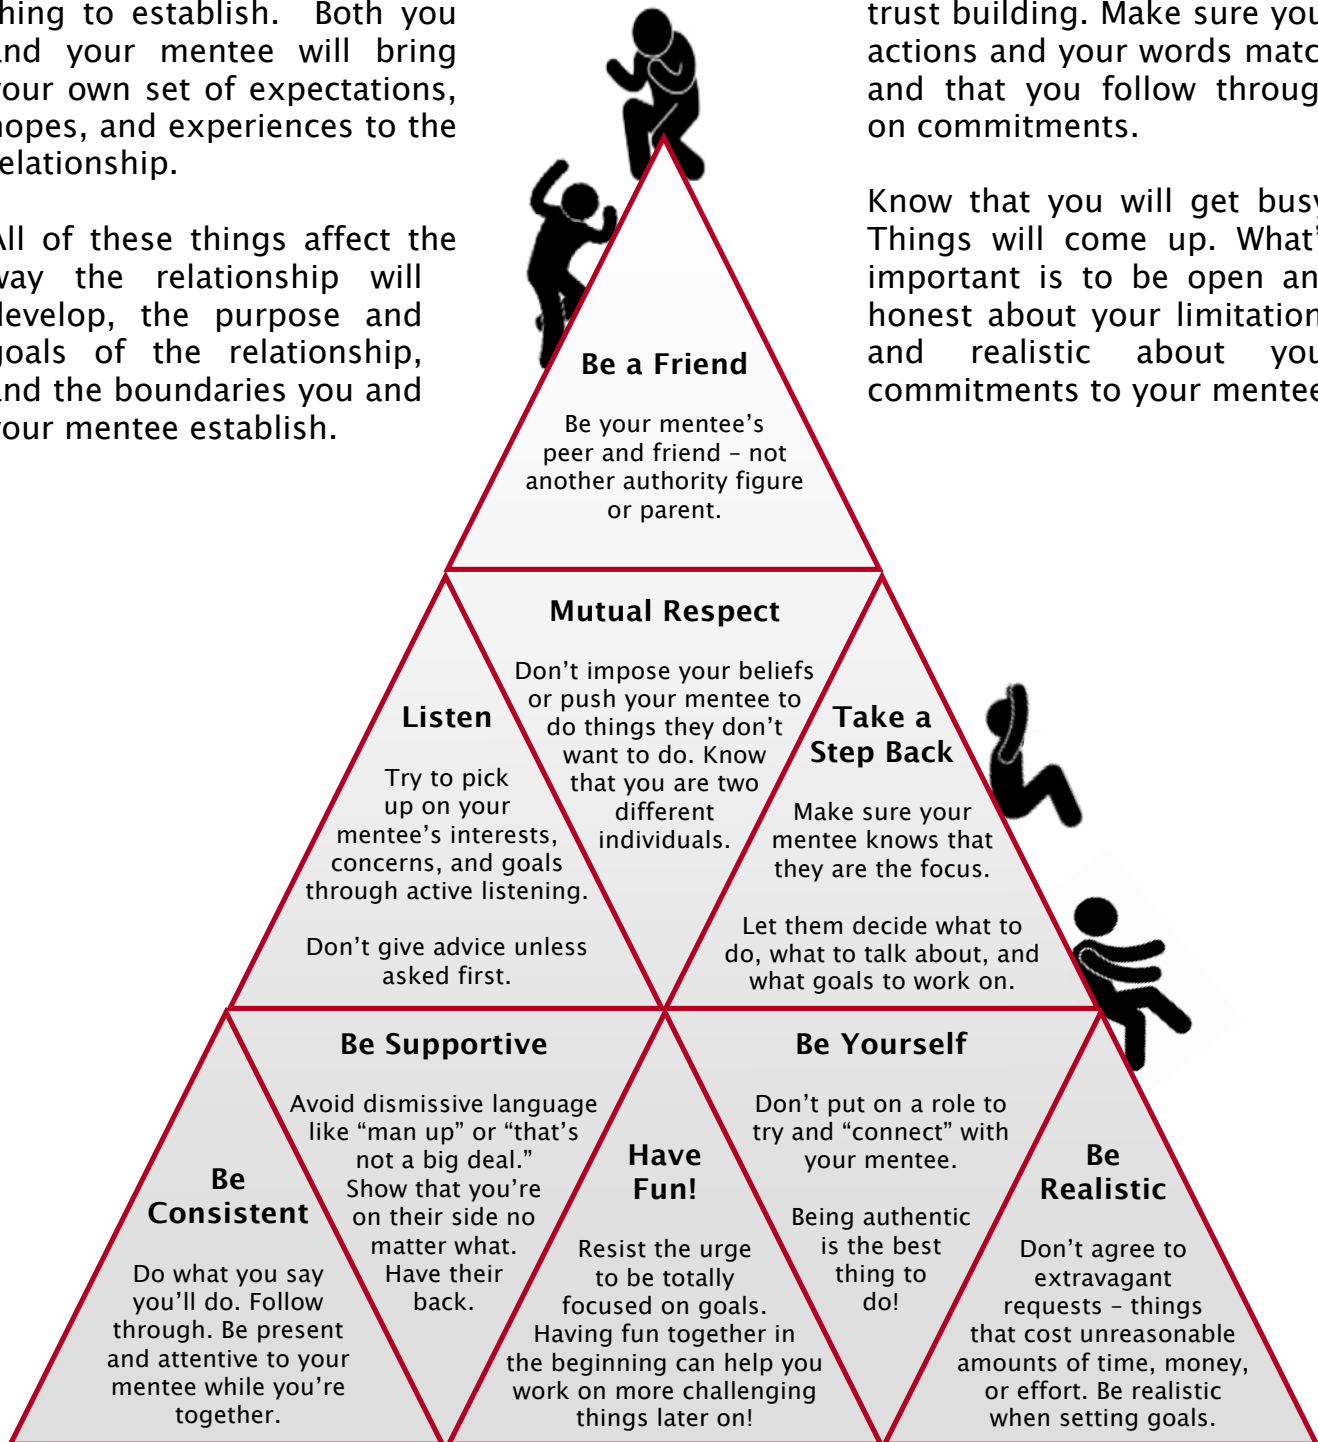 thing to establish. Both you
and your mentee will bring
your own set of expectations,
hopes, and experiences to the
relationship.
All of these things affect the
way the relationship will
develop, the purpose and
goals of the relationship,
and the boundaries you and
your mentee establish.
trust building. Make sure you
actions and your words matc
and that you follow throug
on commitments.
Know that you will get busy
Things will come up. What'
important is to be open an
honest about your limitation
and realistic about you
commitments to your mentee
Be a Friend
Be your mentee's
peer and friend – not
another authority figure
or parent.
Mutual Respect
Don't impose your beliefs
or push your mentee to
do things they don't
want to do. Know
that you are two
different
individuals.
Listen
Try to pick
up on your
mentee's interests,
concerns, and goals
through active listening.
Don't give advice unless
asked first.
Take a
Step Back
Make sure your
mentee knows that
they are the focus.
Let them decide what to
do, what to talk about, and
what goals to work on.
Be
Consistent
Do what you say
you'll do. Follow
through. Be present
and attentive to your
mentee while you're
together.
Be Supportive
Avoid dismissive language
like “man up” or “that's
not a big deal.”
Show that you're
on their side no
matter what.
Have their
back.
Have
Fun!
Resist the urge
to be totally
focused on goals.
Having fun together in
the beginning can help you
work on more challenging
things later on!
Be Yourself
Don't put on a role to
try and “connect” with
your mentee.
Being authentic
is the best
thing to
do!
Be
Realistic
Don't agree to
extravagant
requests – things
that cost unreasonable
amounts of time, money,
or effort. Be realistic
when setting goals.